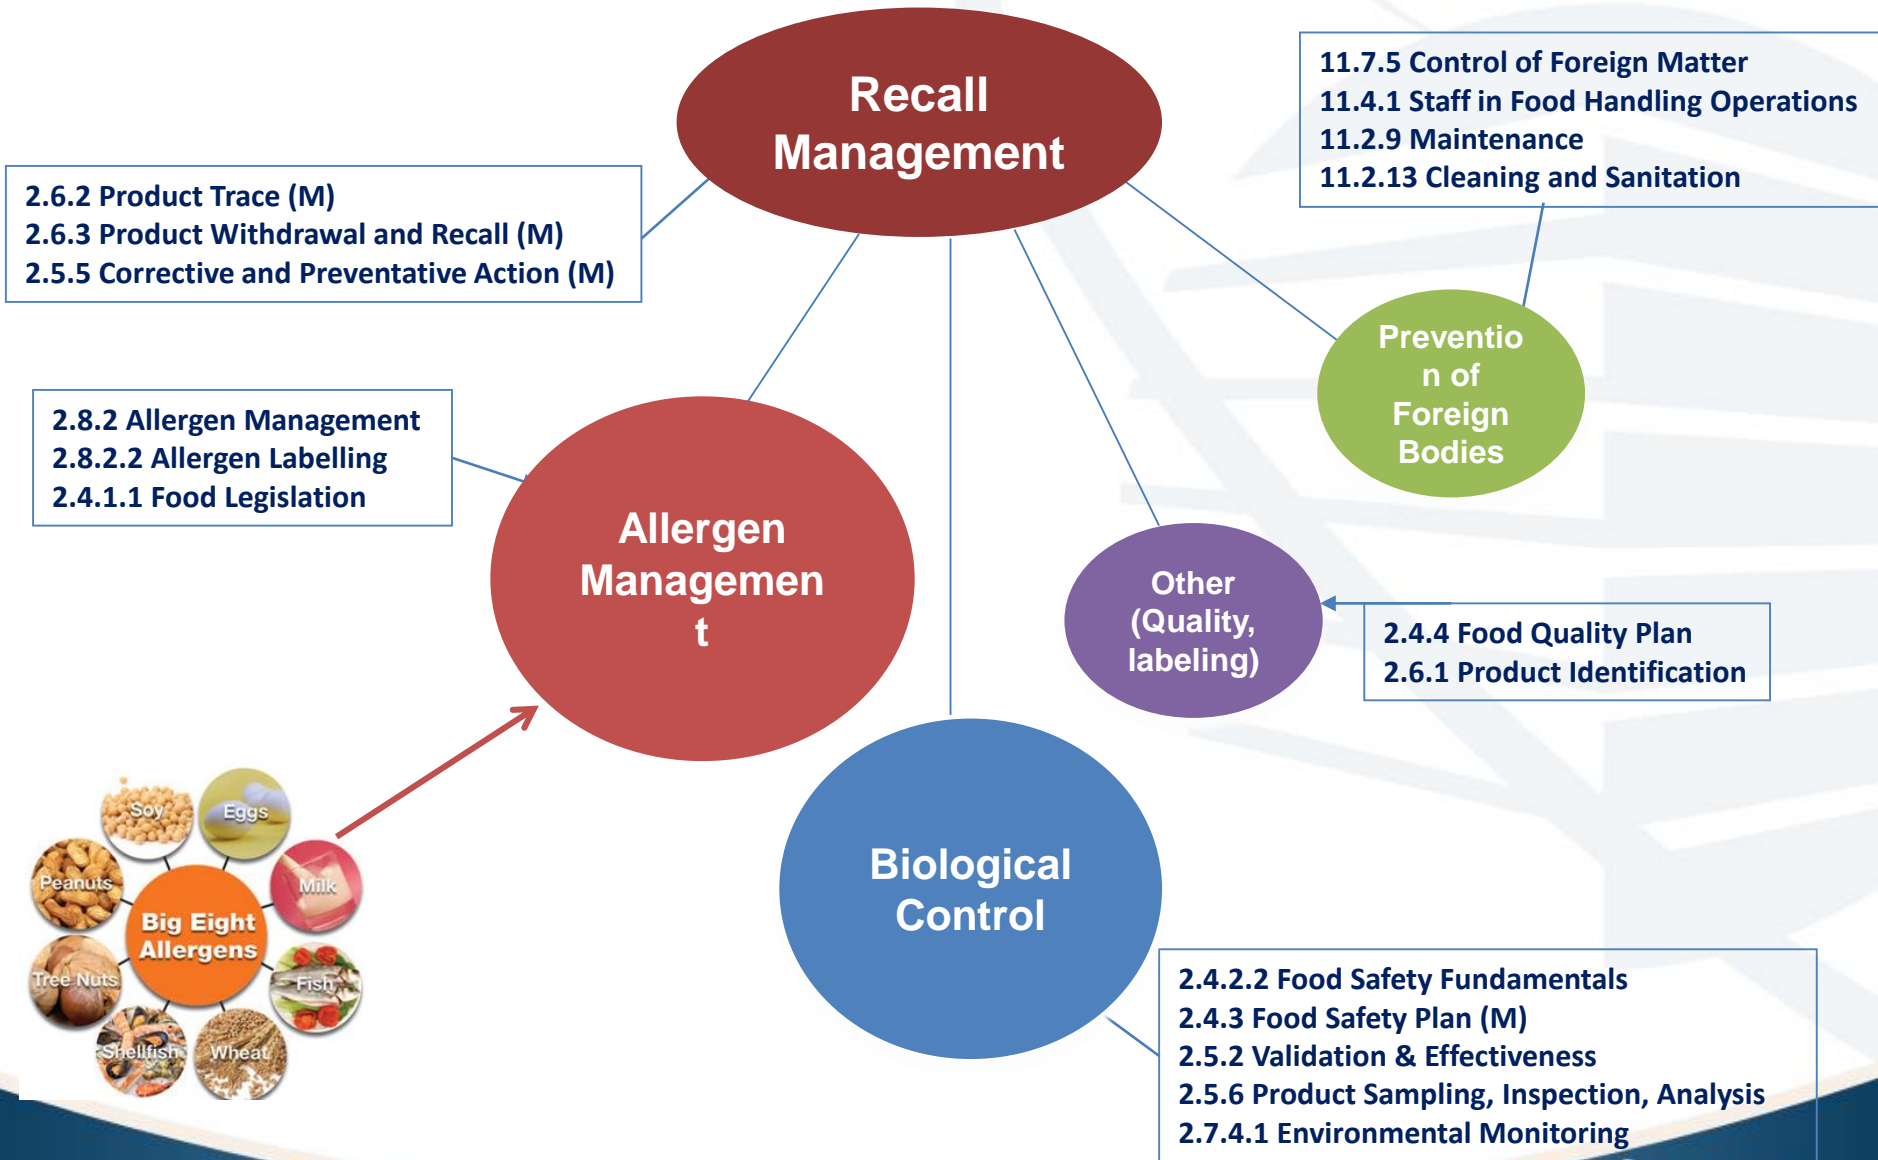 Recall
Management
11.7.5 Control of Foreign Matter
11.4.1 Staff in Food Handling Operations
11.2.9 Maintenance
11.2.13 Cleaning and Sanitation
2.6.2 Product Trace (M)
2.6.3 Product Withdrawal and Recall (M)
2.5.5 Corrective and Preventative Action (M)
Preventio
n of
Foreign
Bodies
2.8.2 Allergen Management
2.8.2.2 Allergen Labelling
2.4.1.1 Food Legislation
Allergen
Managemen
t
Other
(Quality,
labeling)
2.4.4 Food Quality Plan
2.6.1 Product Identification
Soy
Eggs
Peanuts
Milk
Big Eight
Allergens
Tree Nuts
Fish
Shellfish
Wheat
Biological
Control
2.4.2.2 Food Safety Fundamentals
2.4.3 Food Safety Plan (M)
2.5.2 Validation & Effectiveness
2.5.6 Product Sampling, Inspection, Analysis
2.7.4.1 Environmental Monitoring